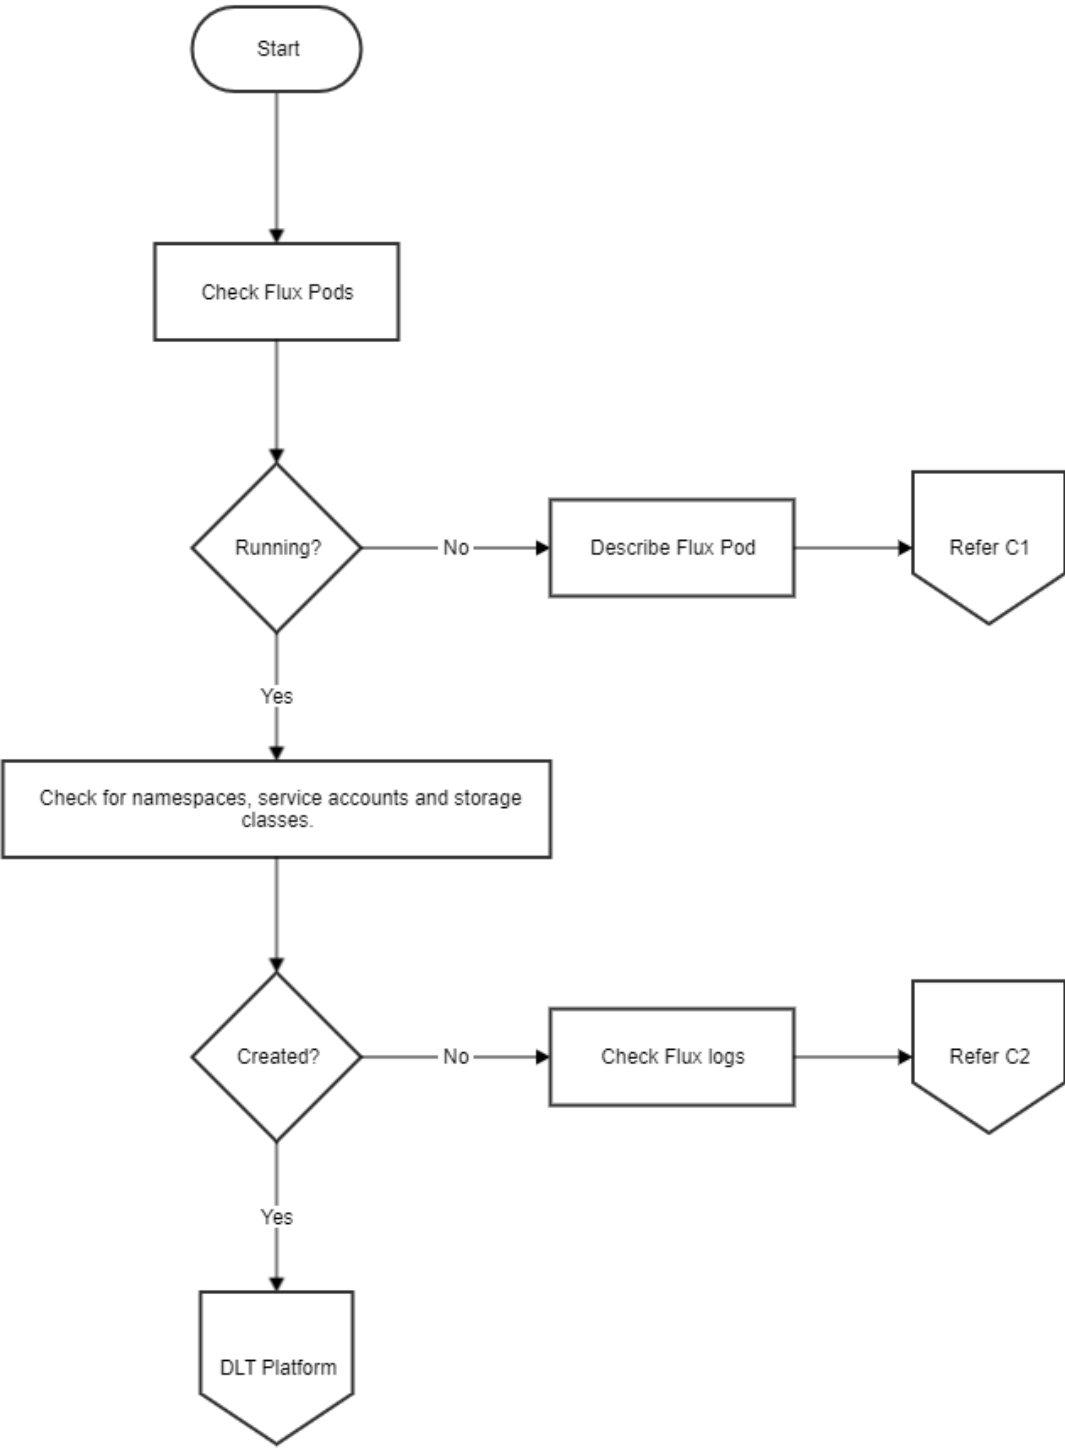 Start
Check Flux Pods
Running?
No
Describe Flux Pod
Refer C1
Yes
Check for namespaces, service accounts and storage
classes.
Created?
No
Check Flux logs
Refer C2
Yes
DLT Platform